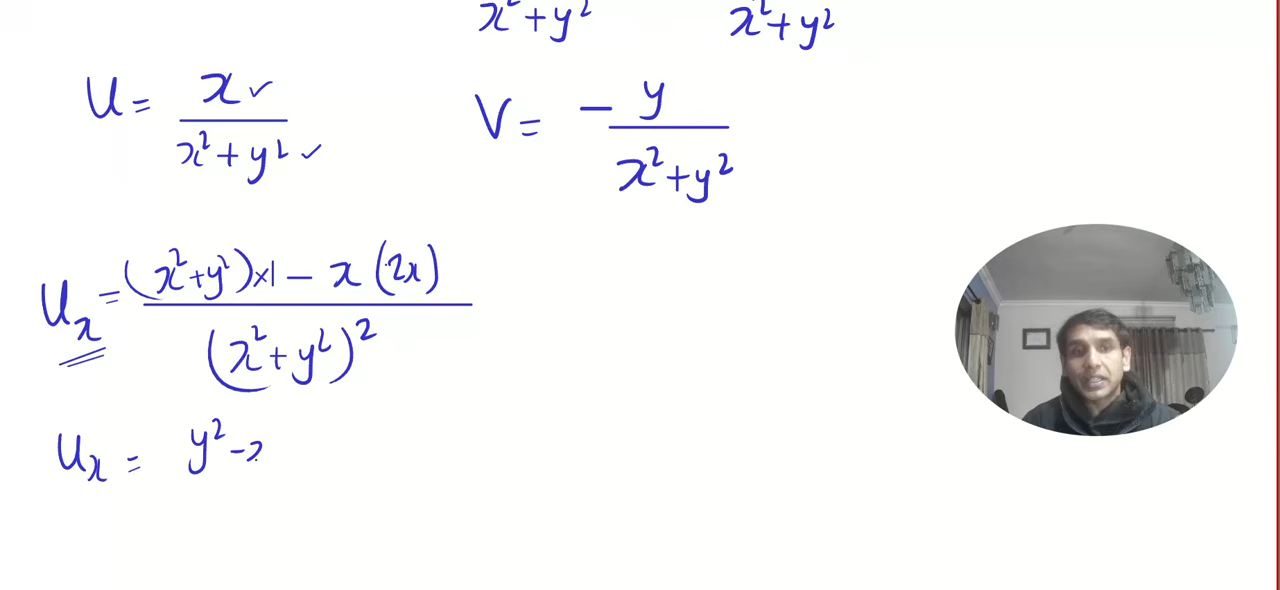 x² + y² x² + y²
U = x ✓ / x² + y² ✓ V = - y / x² + y²
Uₓ = (x² + y²) × 1 - x (2x) / (x² + y²)²
Uₓ = y² -